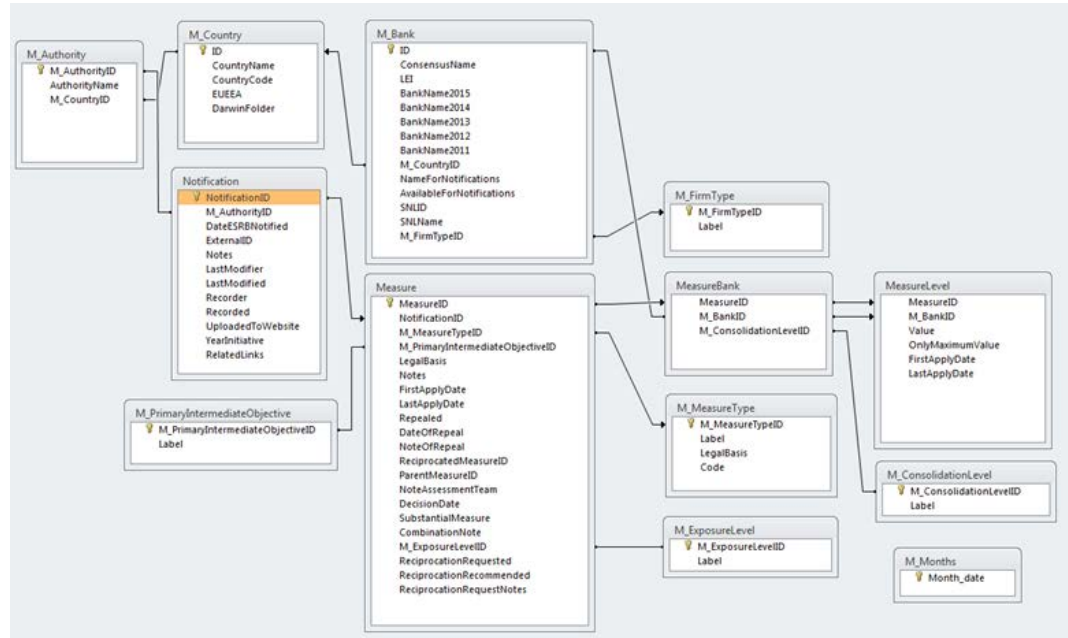 M_Authority
M_AuthorityID
AuthorityName
M_CountryID
M_Country
ID
CountryName
CountryCode
EUEEA
DarwinFolder
M_Bank
ID
ConsensusName
LEI
BankName2015
BankName2014
BankName2013
BankName2012
BankName2011
M_CountryID
NameForNotifications
AvailableForNotifications
SNLID
SNLName
M_FirmTypeID
Notification
NotificationID
M_AuthorityID
DateESRBNotified
ExternalID
Notes
LastModifier
LastModified
Recorder
Recorded
UploadedToWebsite
YearInitiative
RelatedLinks
M_FirmType
M_FirmTypeID
Label
Measure
MeasureID
NotificationID
M_MeasureTypeID
M_PrimaryIntermediateObjectiveID
LegalBasis
Notes
FirstApplyDate
LastApplyDate
Repealed
DateOfRepeal
NoteOfRepeal
ReciprocatedMeasureID
ParentMeasureID
NoteAssessmentTeam
DecisionDate
SubstantialMeasure
CombinationNote
M_ExposureLevelID
ReciprocationRequested
ReciprocationRecommended
ReciprocationRequestNotes
MeasureBank
MeasureID
M_BankID
M_ConsolidationLevelID
MeasureLevel
MeasureID
M_BankID
Value
OnlyMaximumValue
FirstApplyDate
LastApplyDate
M_PrimaryIntermediateObjective
M_PrimaryIntermediateObjectiveID
Label
M_MeasureType
M_MeasureTypeID
Label
LegalBasis
Code
M_ConsolidationLevel
M_ConsolidationLevelID
Label
M_ExposureLevel
M_ExposureLevelID
Label
M_Months
Month_date